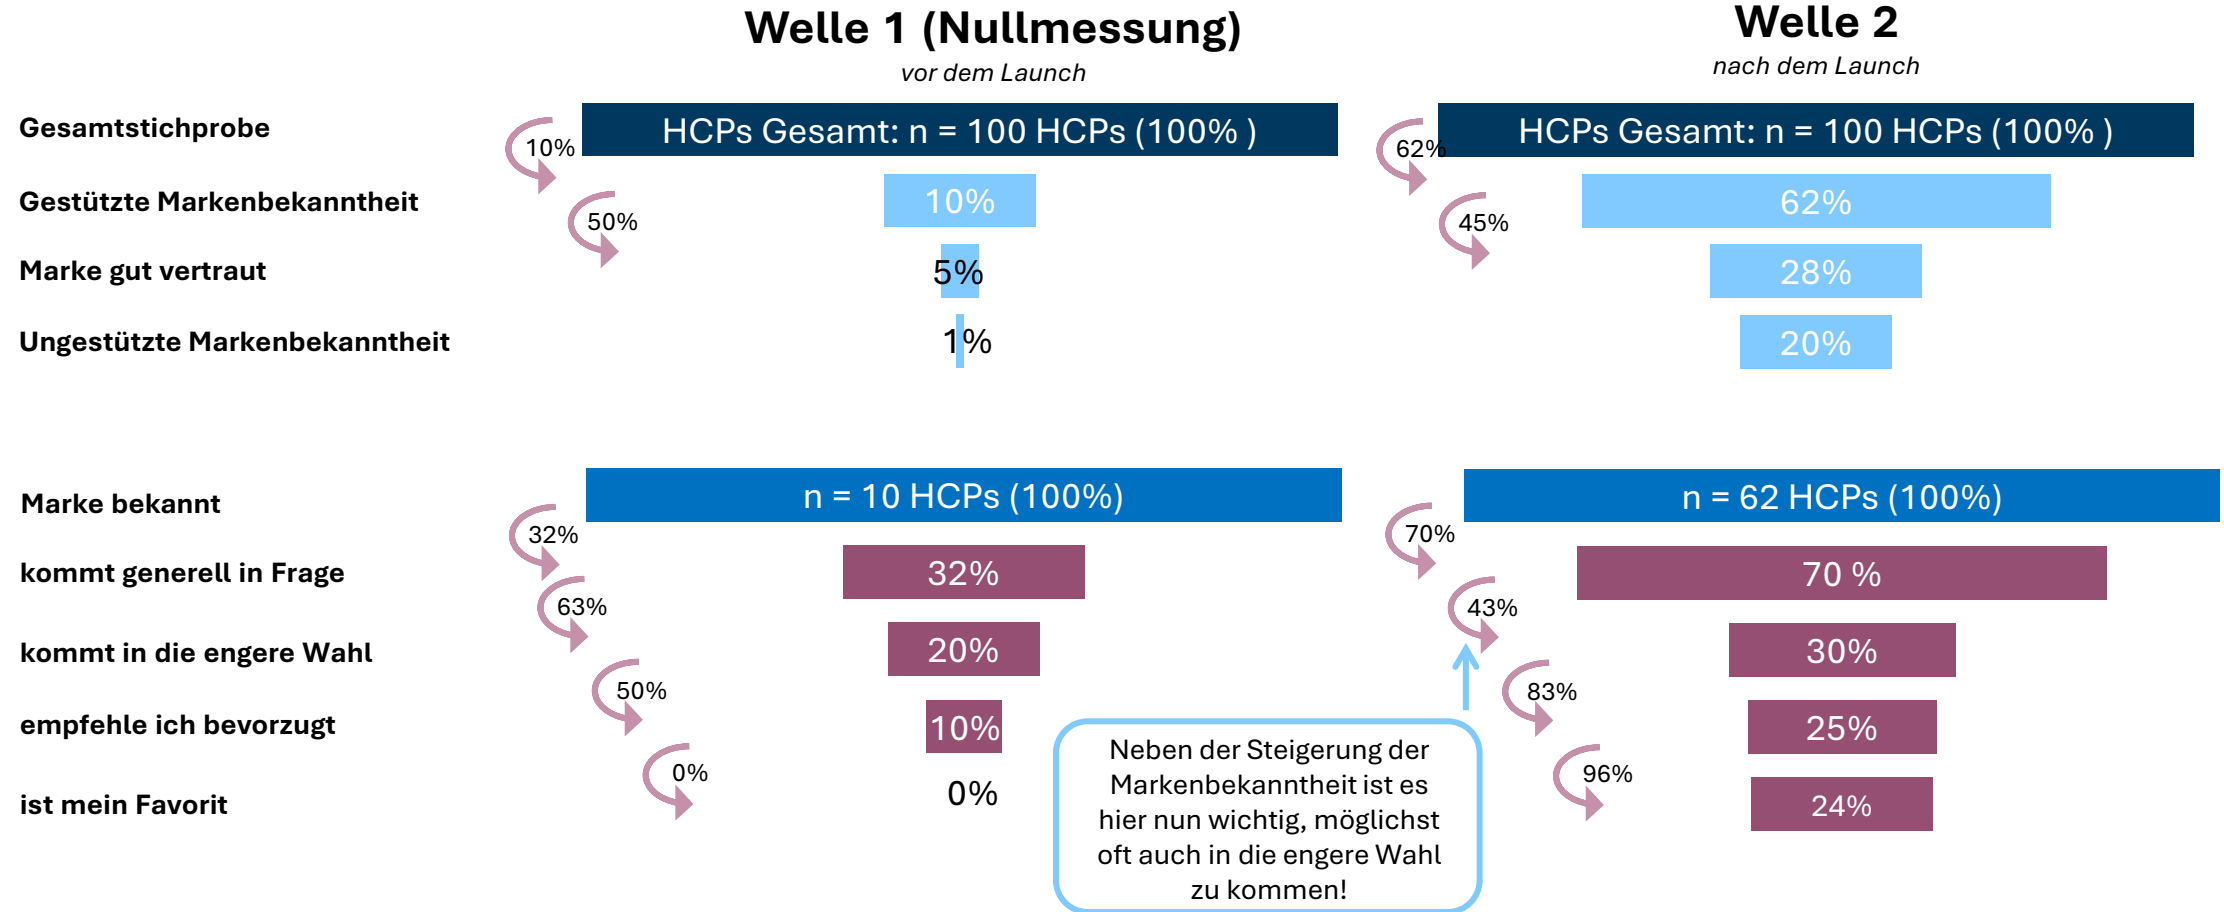 Welle 1 (Nullmessung)
vor dem Launch
Welle 2
nach dem Launch
Gesamtstichprobe
10%
HCPs Gesamt: n = 100 HCPs (100% )
62%
HCPs Gesamt: n = 100 HCPs (100% )
Gestützte Markenbekanntheit
50%
10%
45%
62%
Marke gut vertraut
5%
28%
Ungestützte Markenbekanntheit
1%
20%
Marke bekannt
32%
n = 10 HCPs (100%)
70%
n = 62 HCPs (100%)
kommt generell in Frage
63%
32%
43%
70 %
kommt in die engere Wahl
50%
20%
83%
30%
empfehle ich bevorzugt
0%
10%
96%
25%
ist mein Favorit
0%
24%
Neben der Steigerung der
Markenbekanntheit ist es
hier nun wichtig, möglichst
oft auch in die engere Wahl
zu kommen!